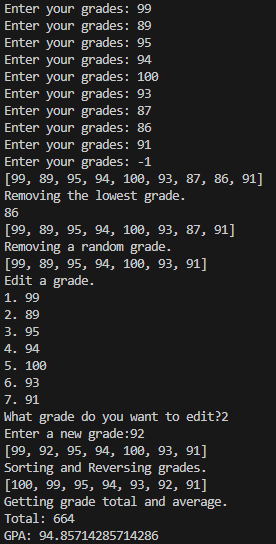 Enter your grades: 99
Enter your grades: 89
Enter your grades: 95
Enter your grades: 94
Enter your grades: 100
Enter your grades: 93
Enter your grades: 87
Enter your grades: 86
Enter your grades: 91
Enter your grades: -1
[99, 89, 95, 94, 100, 93, 87, 86, 91]
Removing the lowest grade.
86
[99, 89, 95, 94, 100, 93, 87, 91]
Removing a random grade.
[99, 89, 95, 94, 100, 93, 91]
Edit a grade.
1. 99
2. 89
3. 95
4. 94
5. 100
6. 93
7. 91
What grade do you want to edit?2
Enter a new grade:92
[99, 92, 95, 94, 100, 93, 91]
Sorting and Reversing grades.
[100, 99, 95, 94, 93, 92, 91]
Getting grade total and average.
Total: 664
GPA: 94.85714285714286